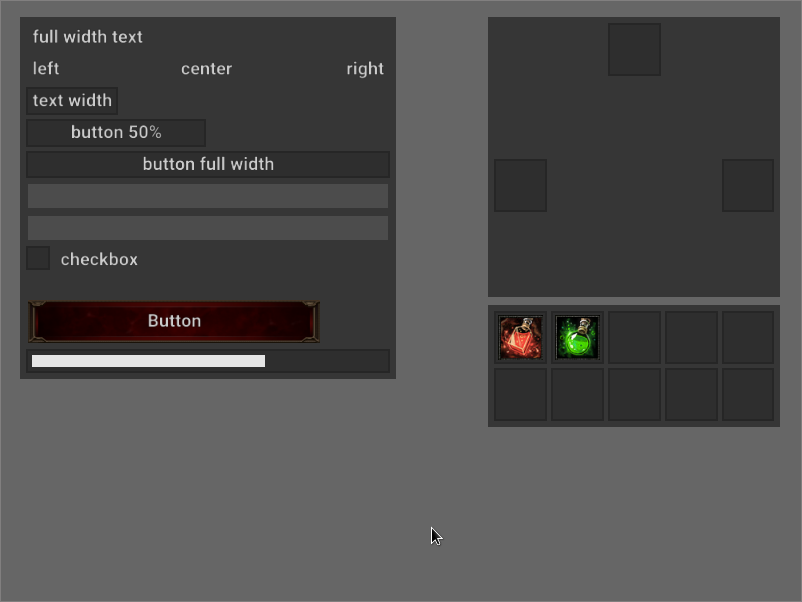 full width text
left center right
text width
button 50%
button full width
checkbox
Button